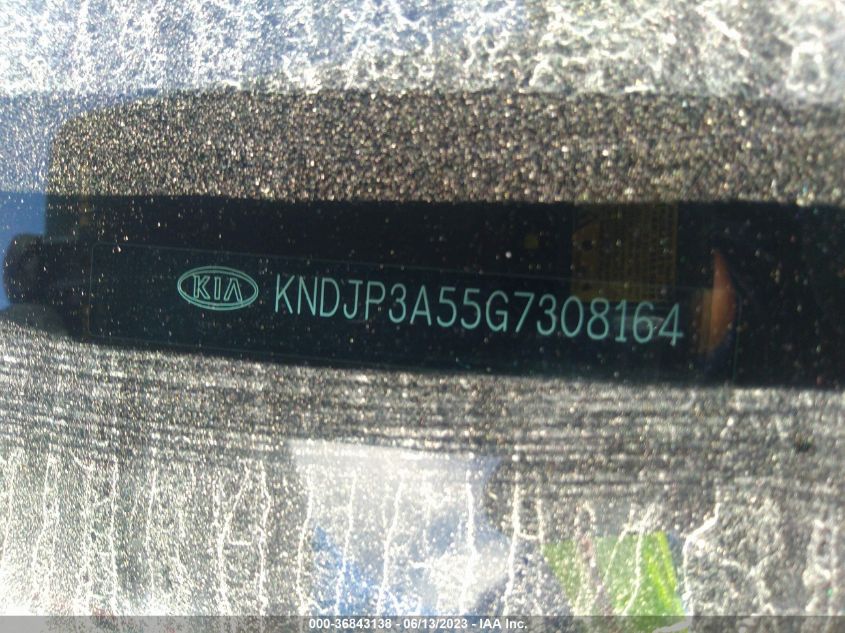 KIA KNDJP3A55G7308164
000-36843138 - 06/13/2023 - IAA Inc.